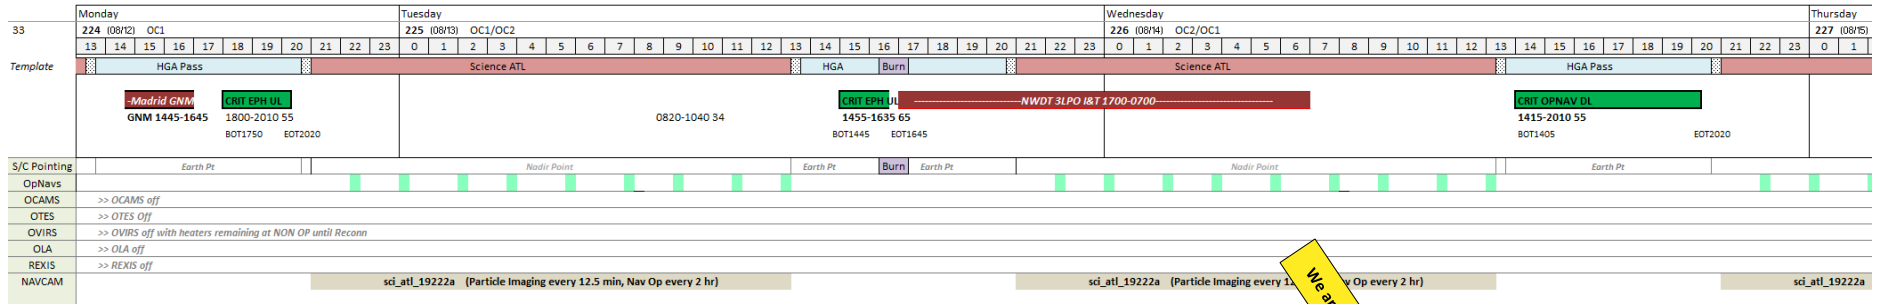 Monday Tuesday Wednesday Thursday
33 224 (08/12) OC1 225 (08/13) OC1/OC2 226 (08/14) OC2/OC1 227 (08/15)
13 14 15 16 17 18 19 20 21 22 23 0 1 2 3 4 5 6 7 8 9 10 11 12 13 14 15 16 17 18 19 20 21 22 23 0 1 2 3 4 5 6 7 8 9 10 11 12 13 14 15 16 17 18 19 20 21 22 23 0 1
Template HGA Pass Science ATL HGA Burn Science ATL HGA Pass
-Madrid GNM CRIT EPH UL CRIT EPH UL NWDT 3LPO I&T 1700-0700 CRIT OPNAV DL
GNM 1445-1645 1800-2010 55 0820-1040 34 1455-1635 65 1415-2010 55
BOT1750 EOT2020 BOT1445 EOT1645 BOT1405 EOT2020
S/C Pointing Earth Pt Nadir Point Earth Pt Burn Earth Pt Nadir Point Earth Pt
OpNavs
OCAMS >> OCAMS off
OTES >> OTES Off
OVIRS >> OVIRS off with heaters remaining at NON OP until Reconn
OLA >> OLA off
REXIS >> REXIS off
NAVCAM sci_atl_19222a (Particle Imaging every 12.5 min, Nav Op every 2 hr) sci_atl_19222a (Particle Imaging every 12 Op every 2 hr) sci_atl_19222a
We